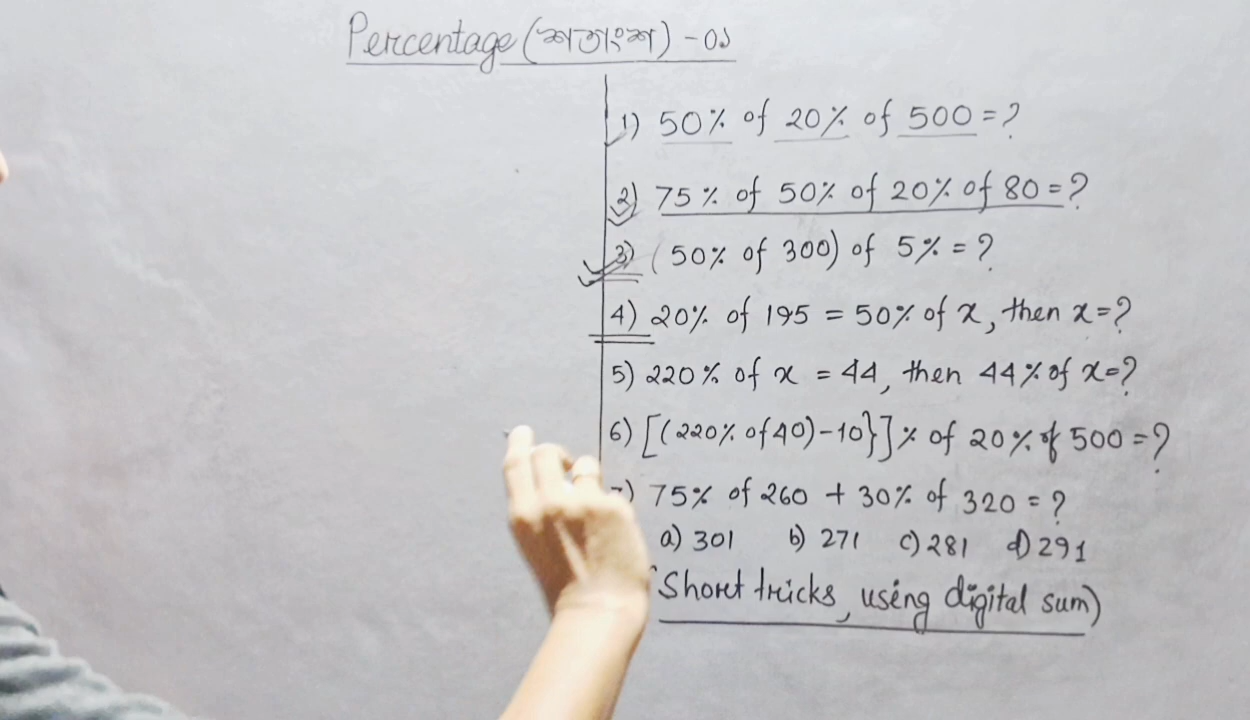 Percentage (শতাংশ) - 01
1) 50% of 20% of 500 = ?
2) 75% of 50% of 20% of 80 = ?
3) (50% of 300) of 5% = ?
4) 20% of 195 = 50% of x, then x = ?
5) 220% of x = 44, then 44% of x = ?
6) [(220% of 40) - 10}] % of 20% of 500 = ?
7) 75% of 260 + 30% of 320 = ?
a) 301 b) 271 c) 281 d) 291
(Short tricks, using digital sum)